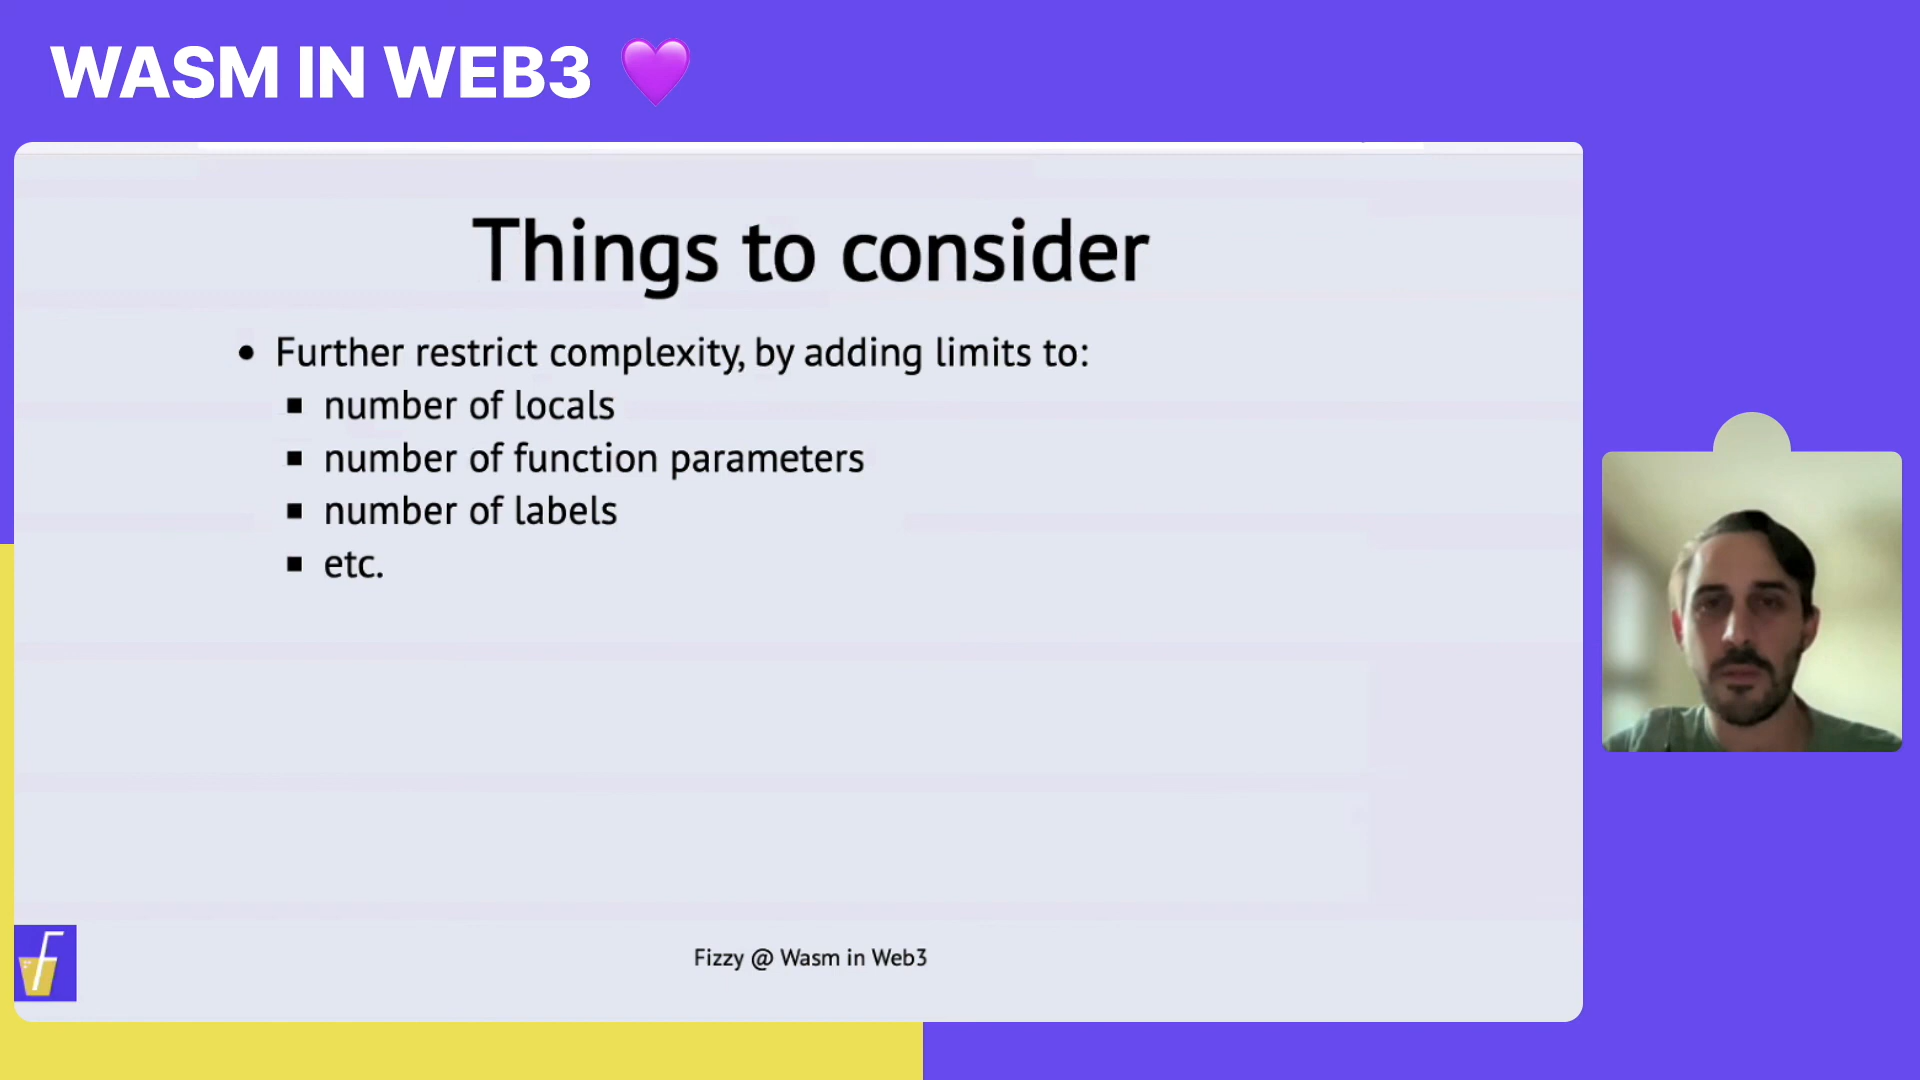 WASM IN WEB3 💜
Things to consider
• Further restrict complexity, by adding limits to:
▪ number of locals
▪ number of function parameters
▪ number of labels
▪ etc.
Fizzy @ Wasm in Web3